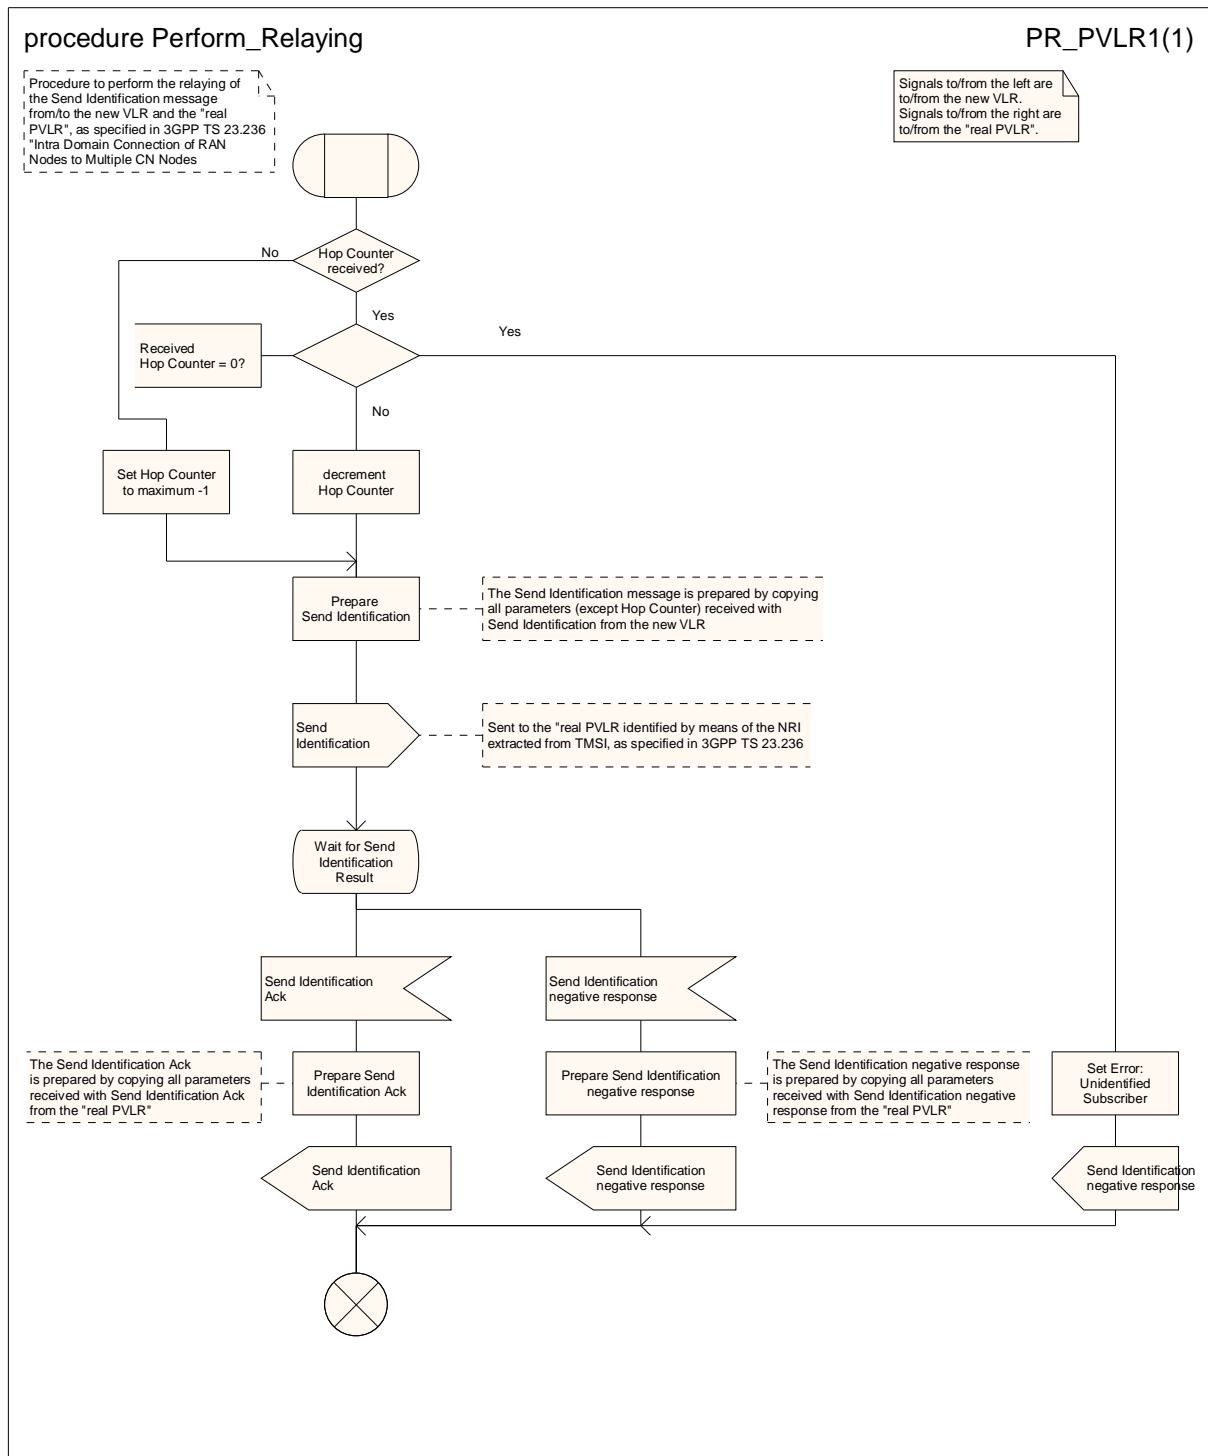 procedure Perform_Relaying
PR_PVLR1(1)
Procedure to perform the relaying of
the Send Identification message
from/to the new VLR and the "real
PVLR", as specified in 3GPP TS 23.236
"Intra Domain Connection of RAN
Nodes to Multiple CN Nodes
Signals to/from the left are
to/from the new VLR.
Signals to/from the right are
to/from the "real PVLR".
No
Hop Counter
received?
Yes
Yes
Received
Hop Counter = 0?
No
Set Hop Counter
to maximum -1
decrement
Hop Counter
Prepare
Send Identification
The Send Identification message is prepared by copying
all parameters (except Hop Counter) received with
Send Identification from the new VLR
Send
Identification
Sent to the "real PVLR identified by means of the NRI
extracted from TMSI, as specified in 3GPP TS 23.236
Wait for Send
Identification
Result
Send Identification
Ack
Send Identification
negative response
The Send Identification Ack
is prepared by copying all parameters
received with Send Identification Ack
from the "real PVLR"
Prepare Send
Identification Ack
Prepare Send Identification
negative response
The Send Identification negative response
is prepared by copying all parameters
received with Send Identification negative
response from the "real PVLR"
Set Error:
Unidentified
Subscriber
Send Identification
Ack
Send Identification
negative response
Send Identification
negative response